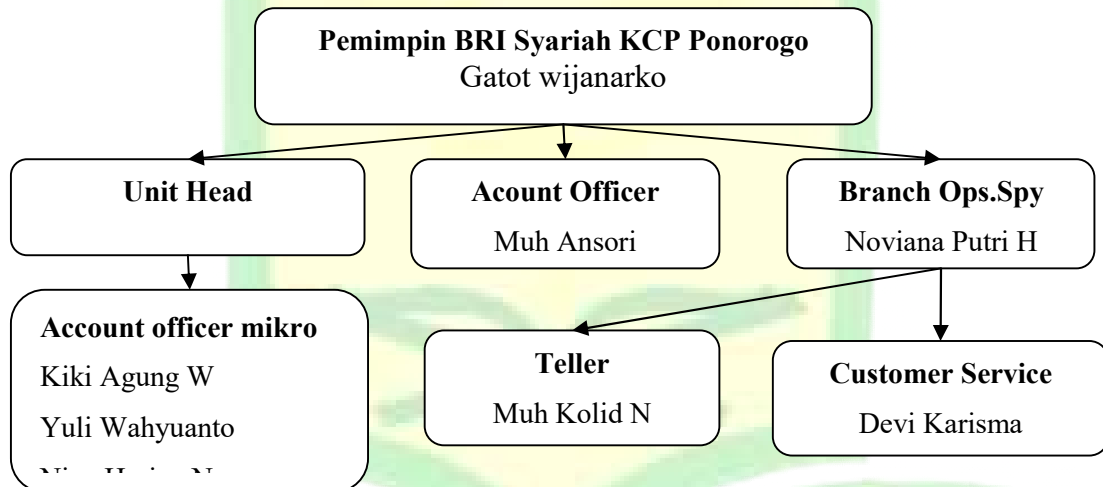 Pemimpin BRI Syariah KCP Ponorogo
Gatot wijanarko
Unit Head
Acount Officer
Muh Ansori
Branch Ops.Spy
Noviana Putri H
Account officer mikro
Kiki Agung W
Yuli Wahyuanto
Teller
Muh Kolid N
Customer Service
Devi Karisma